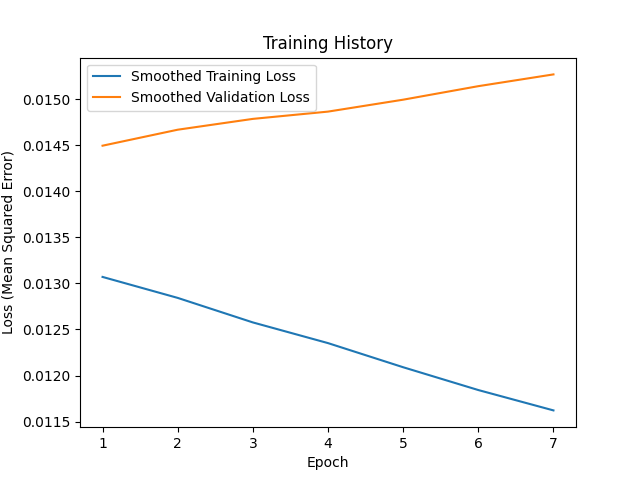 Training History
Smoothed Training Loss
Smoothed Validation Loss
0.0150
0.0145
0.0140
0.0135
0.0130
0.0125
0.0120
0.0115
Loss (Mean Squared Error)
1 2 3 4 5 6 7
Epoch